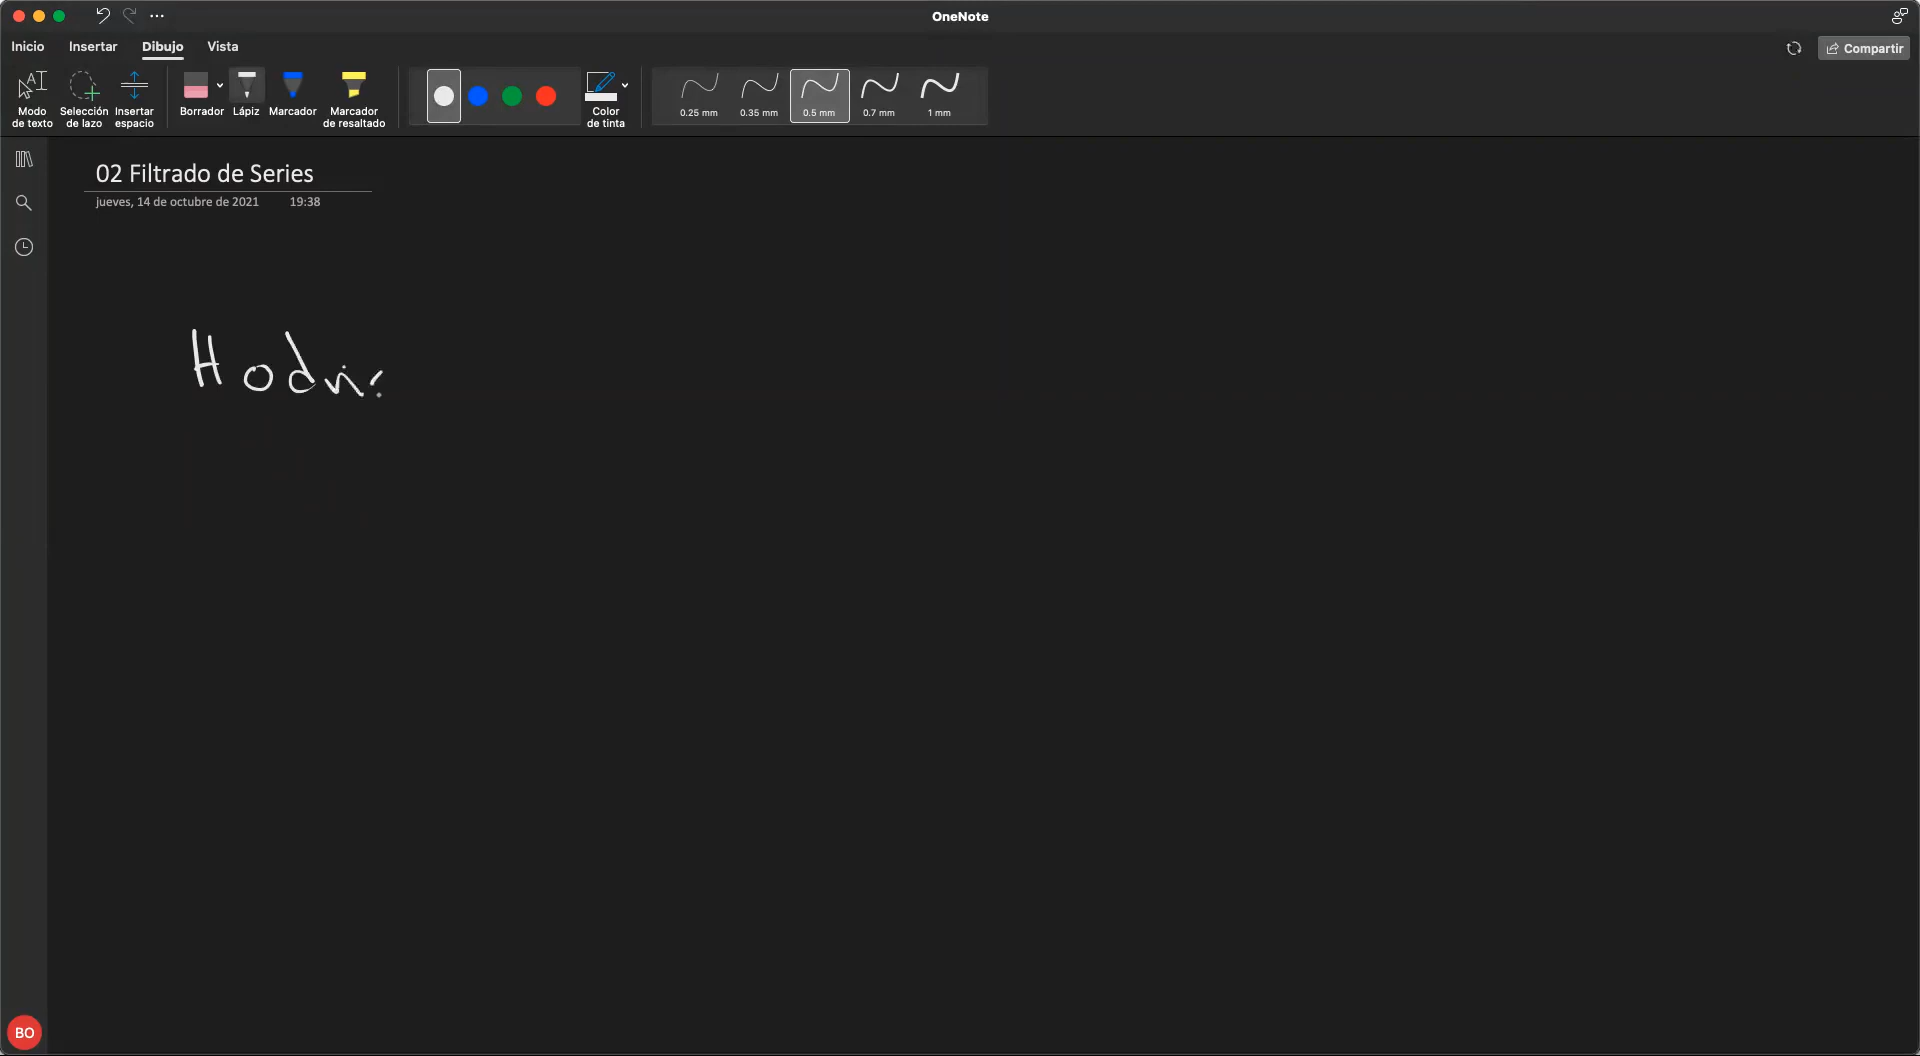 OneNote
Inicio Insertar Dibujo Vista
Compartir
Modo de texto
Selección de lazo
Insertar espacio
Borrador
Lápiz
Marcador
Marcador de resaltado
Color de tinta
0.25 mm
0.35 mm
0.5 mm
0.7 mm
1 mm
02 Filtrado de Series
jueves, 14 de octubre de 2021 19:38
BO